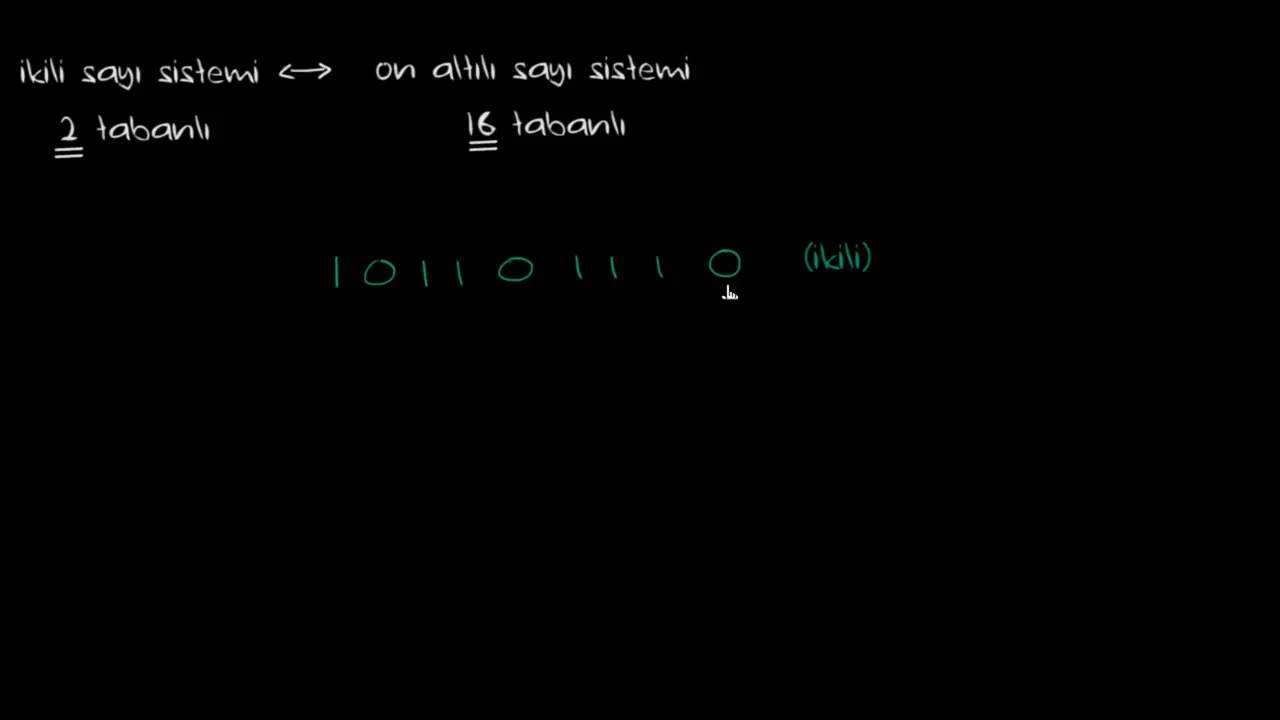 ikili sayı sistemi ↔ on altılı sayı sistemi
2 tabanlı 16 tabanlı
1 0 1 1 0 1 1 1 0 (ikili)